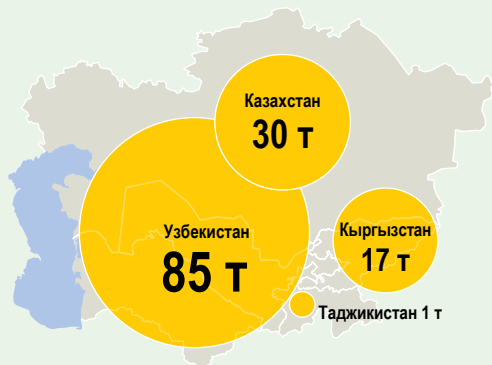 Казахстан
30 т
Узбекистан
85 т
Кыргызстан
17 т
Таджикистан 1 т